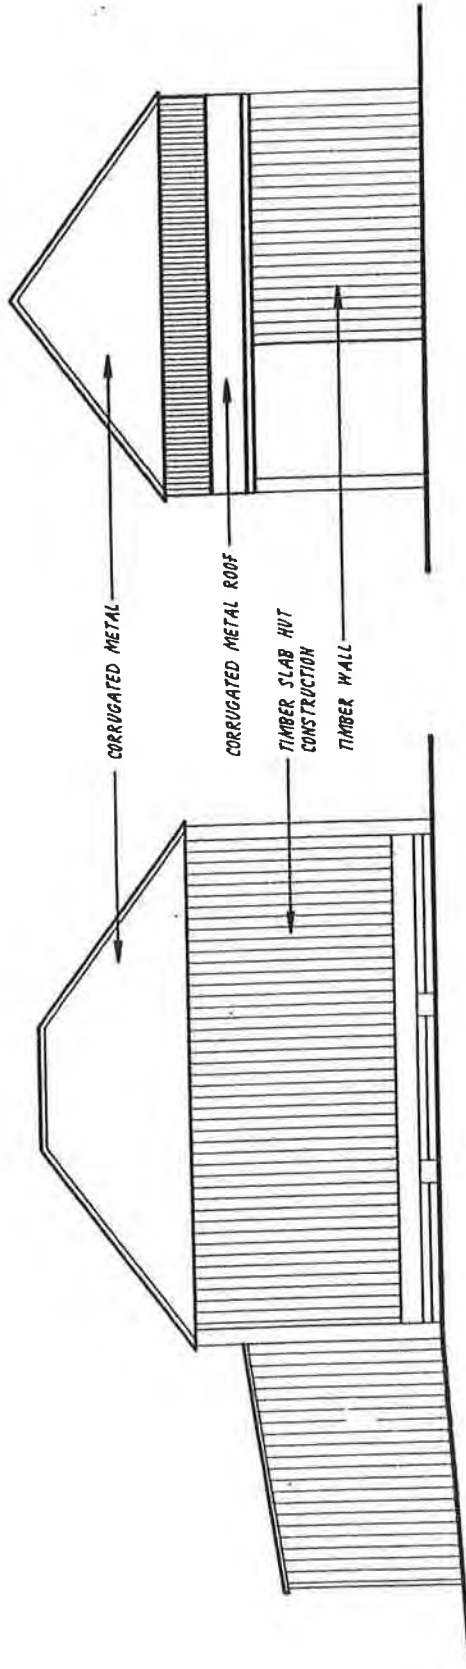 CORRUGATED METAL
CORRUGATED METAL ROOF
TIMBER SLAB HUT
CONSTRUCTION
TIMBER WALL